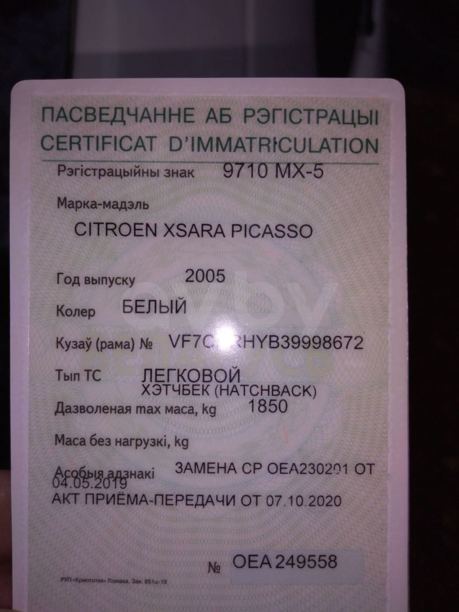 ПАСВЕДЧАННЕ АБ РЭГІСТРАЦЫІ
CERTIFICAT D'IMMATRICULATION
Рэгістрацыйны знак 9710 MX-5
Марка-мадэль
CITROEN XSARA PICASSO
Год выпуску 2005
Колер БЕЛЫЙ
Кузаў (рама) №
Тып ТС ЛЕГКОВОЙ
ХЭТЧБЕК (HATCHBACK)
Дазволеная max маса, kg 1850
Маса без нагрузкі, kg
Асобыя адзнакі ЗАМЕНА СР ОЕА230201 ОТ
04.05.2019
АКТ ПРИЁМА-ПЕРЕДАЧИ ОТ 07.10.2020
№ ОЕА 249558